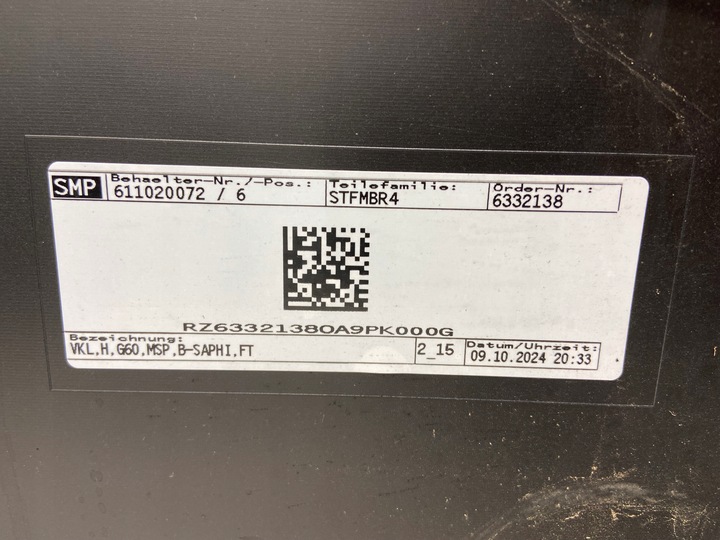 SMP
Behaelter-Nr./-Pos.: Teilefamilie: Order-Nr.:
611020072 / 6 STFMBR4 6332138
RZ63321380A9PK000G
Bezeichnung: Datum/Uhrzeit:
VKL,H,G60,MSP,B-SAPHI,FT 2_15 09.10.2024 20:33